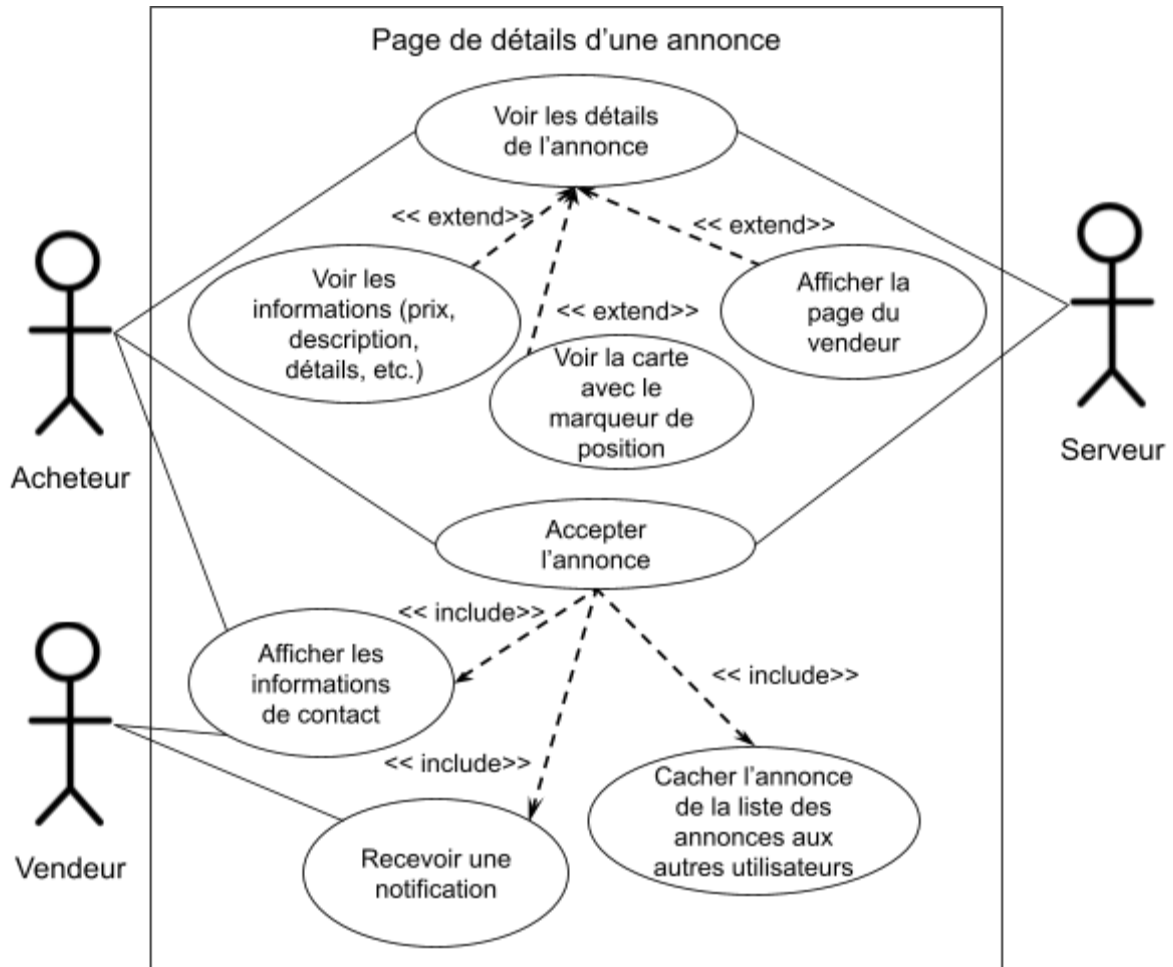 Page de détails d’une annonce
Voir les détails
de l’annonce
<< extend>>
<< extend>>
Voir les
informations (prix,
description,
détails, etc.)
Afficher la
page du
vendeur
<< extend>>
Voir la carte
avec le
marqueur de
position
Acheteur
Serveur
Accepter
l’annonce
<< include>>
Afficher les
informations
de contact
<< include>>
<< include>>
Cacher l’annonce
de la liste des
annonces aux
autres utilisateurs
Recevoir une
notification
Vendeur